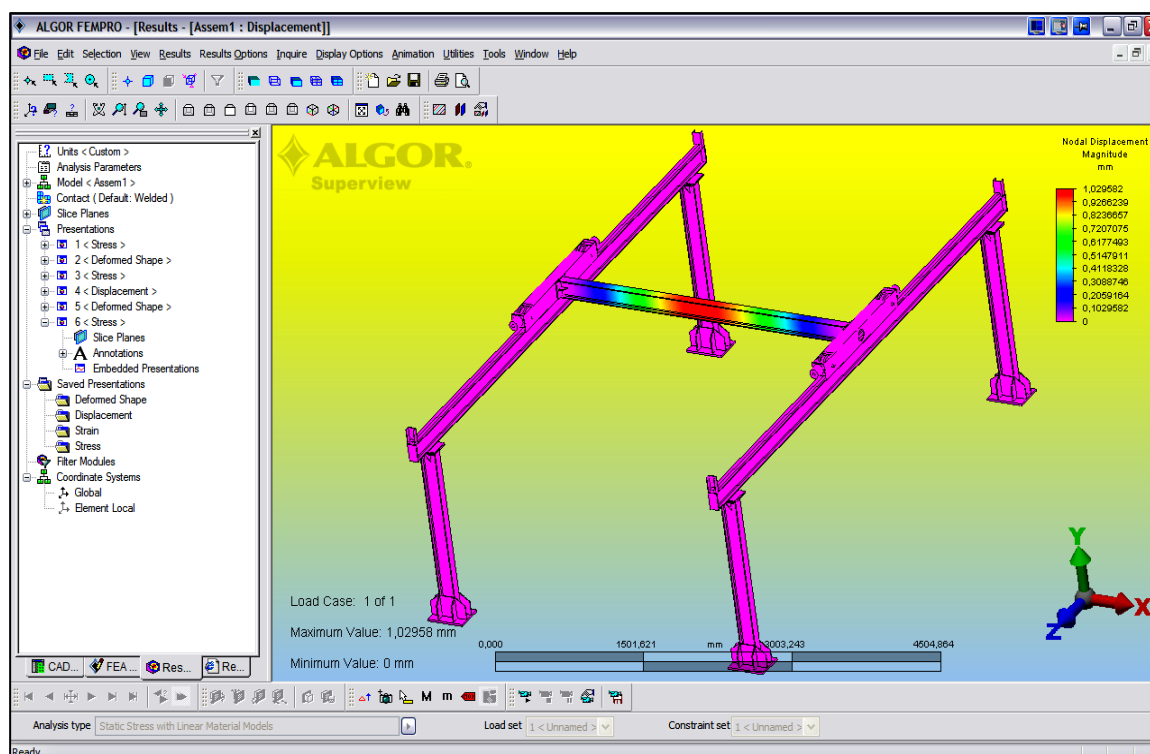 ALGOR FEMPRO - [Results - [Assem1 : Displacement]]
File Edit Selection View Results Results Options Inquire Display Options Animation Utilities Tools Window Help
Units < Custom >
Analysis Parameters
Model < Assem1 >
Contact ( Default: Welded )
Slice Planes
Presentations
1 < Stress >
2 < Deformed Shape >
3 < Stress >
4 < Displacement >
5 < Deformed Shape >
6 < Stress >
Slice Planes
A Annotations
Embedded Presentations
Saved Presentations
Deformed Shape
Displacement
Strain
Stress
Filter Modules
Coordinate Systems
Global
Element Local
CAD... FEA ... Res... Re...
ALGOR®
Superview
Nodal Displacement
Magnitude
mm
1,029582
0,9266239
0,8236657
0,7207075
0,6177493
0,5147911
0,4118328
0,3088746
0,2059164
0,1029582
0
Y
X
Z
Load Case: 1 of 1
Maximum Value: 1,02958 mm
Minimum Value: 0 mm
0,000 1501,621 mm 3003,243 4504,864
M m
Analysis type Static Stress with Linear Material Models Load set 1 < Unnamed > Constraint set 1 < Unnamed >
Ready